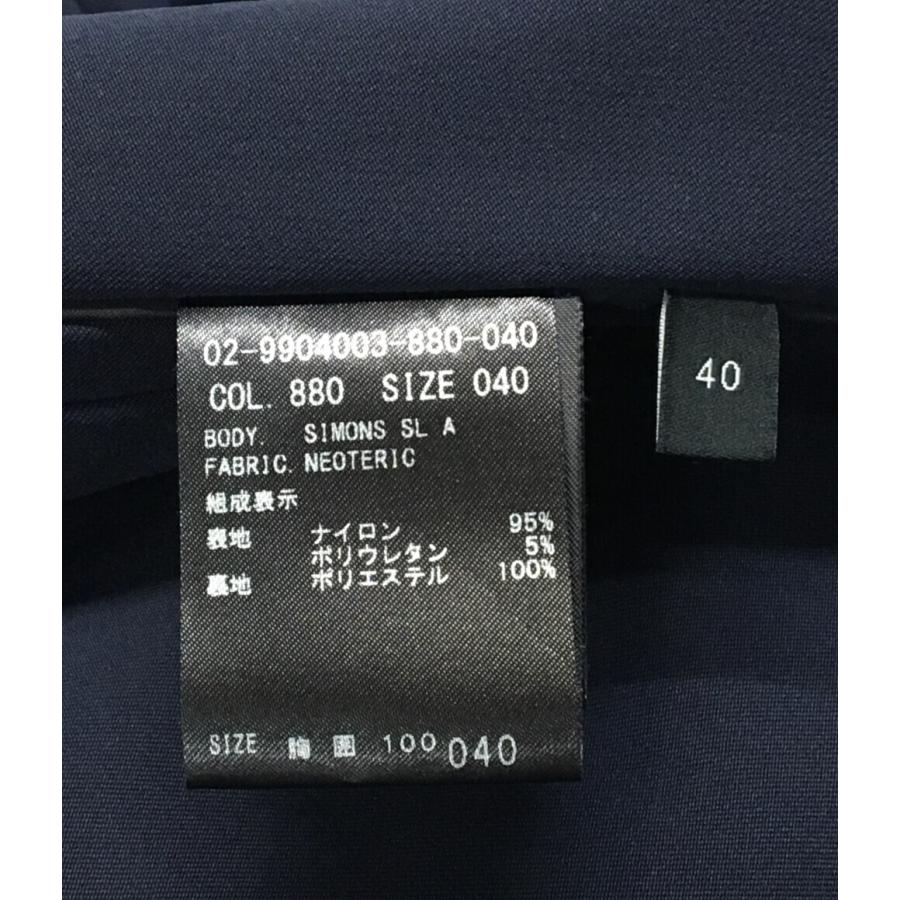 02-9904003-880-040
COL. 880 SIZE 040
BODY. SIMONS SL A
FABRIC. NEOTERIC
組成表示
表地 ナイロン 95%
ポリウレタン 5%
裏地 ポリエステル 100%
SIZE 胸囲 100 040
40